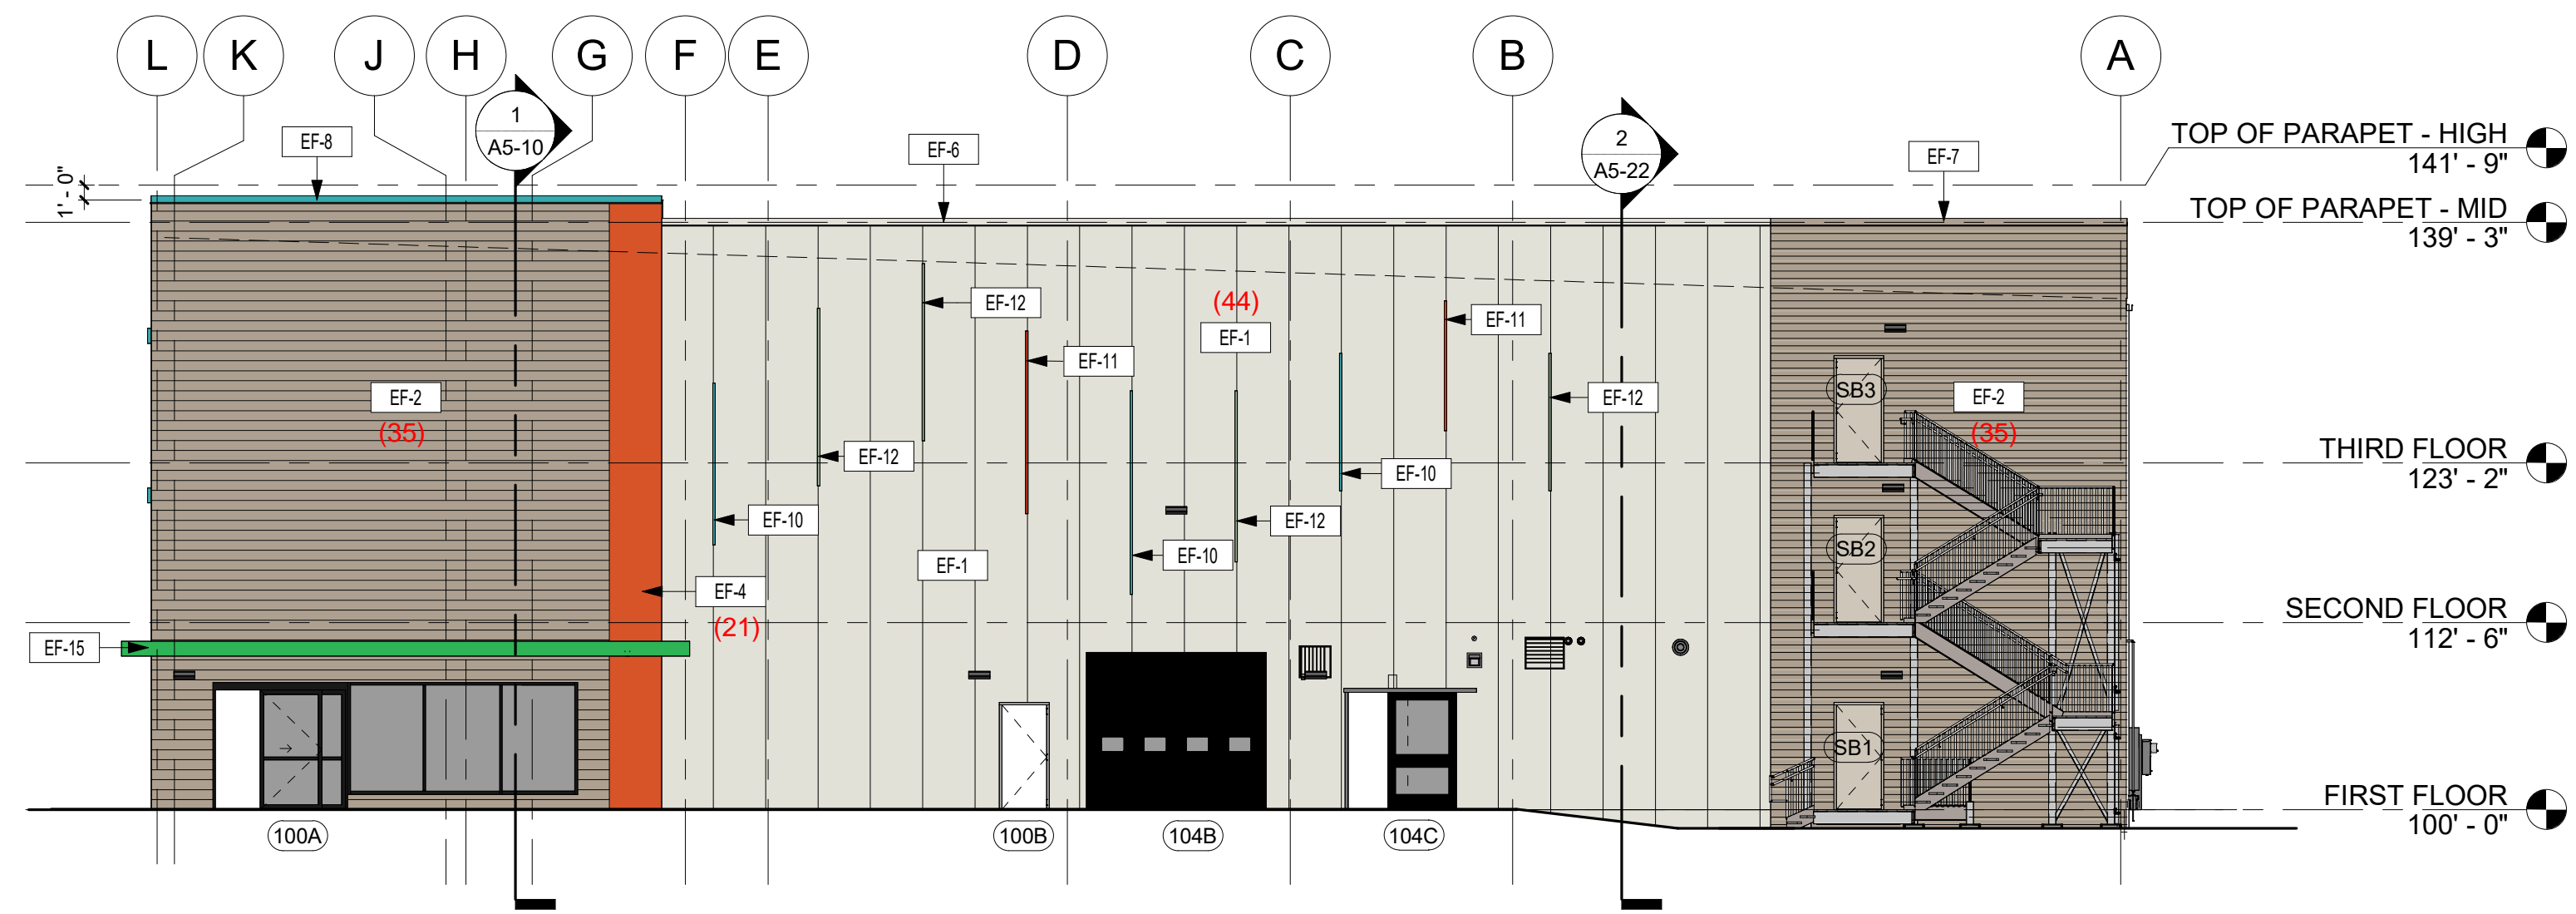 L K J H G F E D C B A
1
A5-10
2
A5-22
EF-8
EF-6
EF-7
TOP OF PARAPET - HIGH
141' - 9"
1' - 0"
TOP OF PARAPET - MID
139' - 3"
EF-12
(44)
EF-11
EF-1
EF-11
EF-2
(35)
EF-12
SB3
EF-2
(35)
EF-12
EF-10
THIRD FLOOR
123' - 2"
EF-10
EF-12
EF-10
SB2
EF-1
EF-4
(21)
SECOND FLOOR
112' - 6"
EF-15
SB1
FIRST FLOOR
100' - 0"
100A
100B
104B
104C